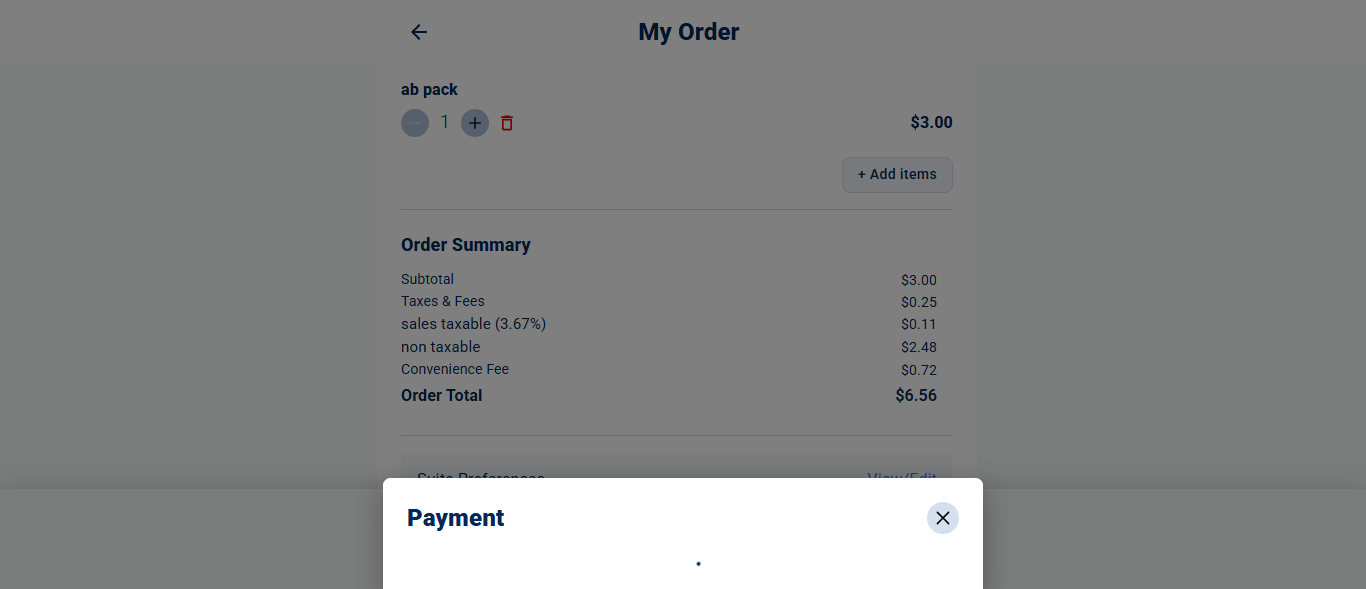 My Order
ab pack
1
$3.00
+ Add items
Order Summary
Subtotal $3.00
Taxes & Fees $0.25
sales taxable (3.67%) $0.11
non taxable $2.48
Convenience Fee $0.72
Order Total $6.56
Suite Preferences View/Edit
Payment